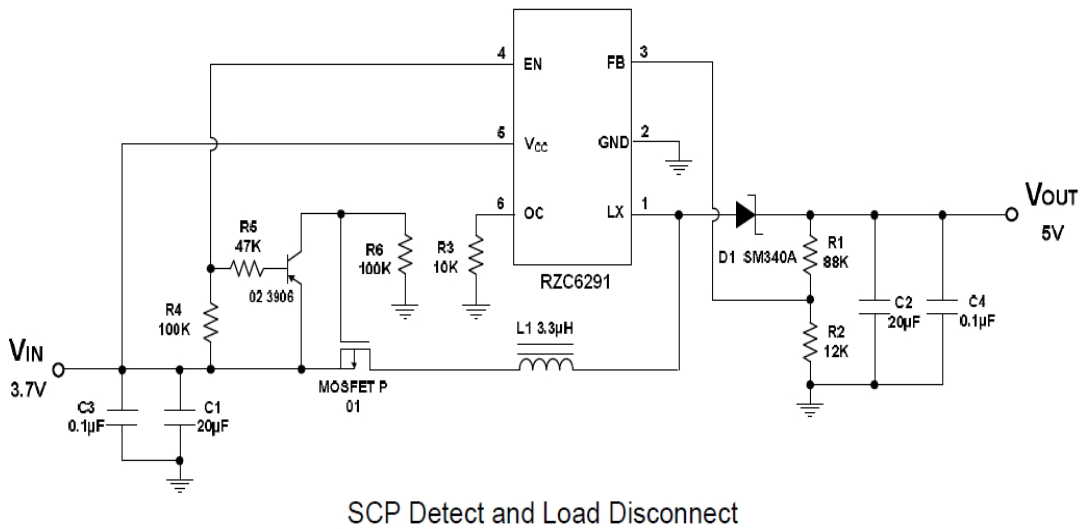 4
EN
FB
3
5
VCC
GND
2
6
OC
LX
1
RZC6291
R5
47K
02 3906
R6
100K
R3
10K
R4
100K
D1 SM340A
VOUT
5V
R1
88K
C2
20µF
C4
0.1µF
R2
12K
L1 3.3µH
VIN
3.7V
MOSFET P
01
C3
0.1µF
C1
20µF
SCP Detect and Load Disconnect